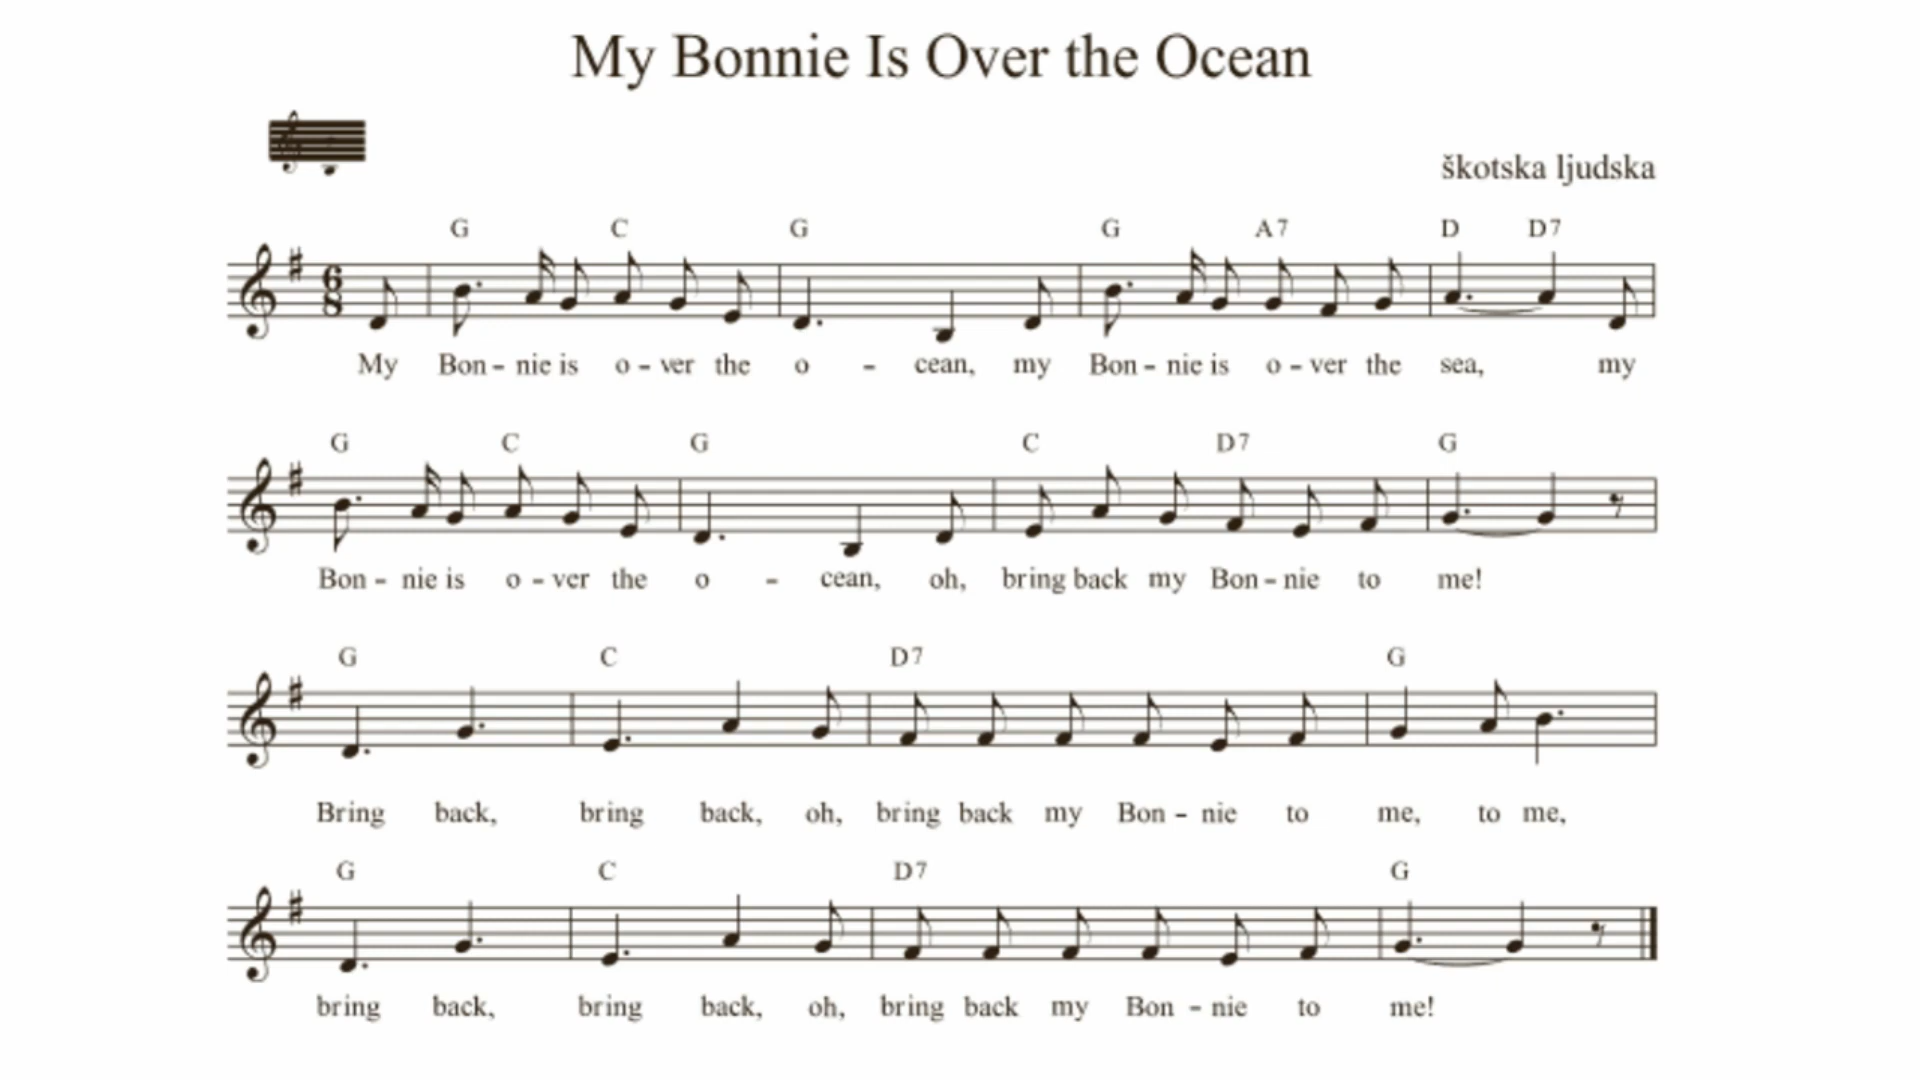 My Bonnie Is Over the Ocean
škotska ljudska
G C G G A7 D D7
6
8
My Bon - nie is o - ver the o - cean, my Bon - nie is o - ver the sea, my
G C G C D7 G
Bon - nie is o - ver the o - cean, oh, bring back my Bon - nie to me!
G C D7 G
Bring back, bring back, oh, bring back my Bon - nie to me, to me,
G C D7 G
bring back, bring back, oh, bring back my Bon - nie to me!